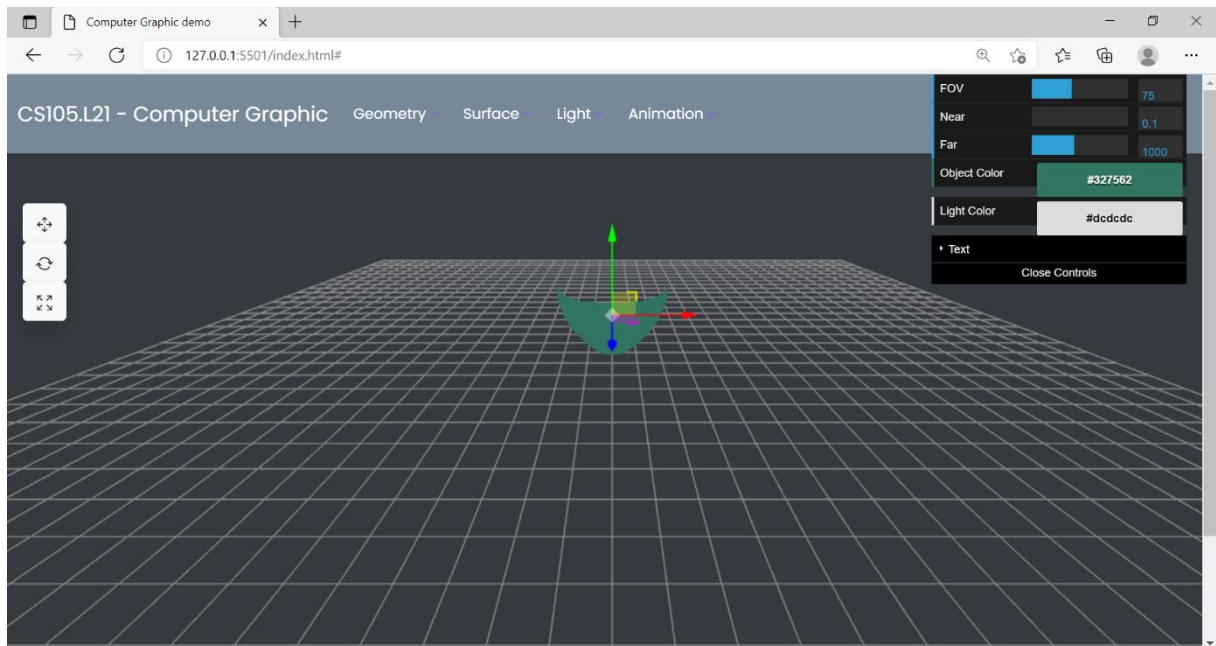 Computer Graphic demo
127.0.0.1:5501/index.html#
CS105.L21 - Computer Graphic Geometry Surface Light Animation
FOV 75
Near 0.1
Far 1000
Object Color #327562
Light Color #dcdcdc
Text
Close Controls